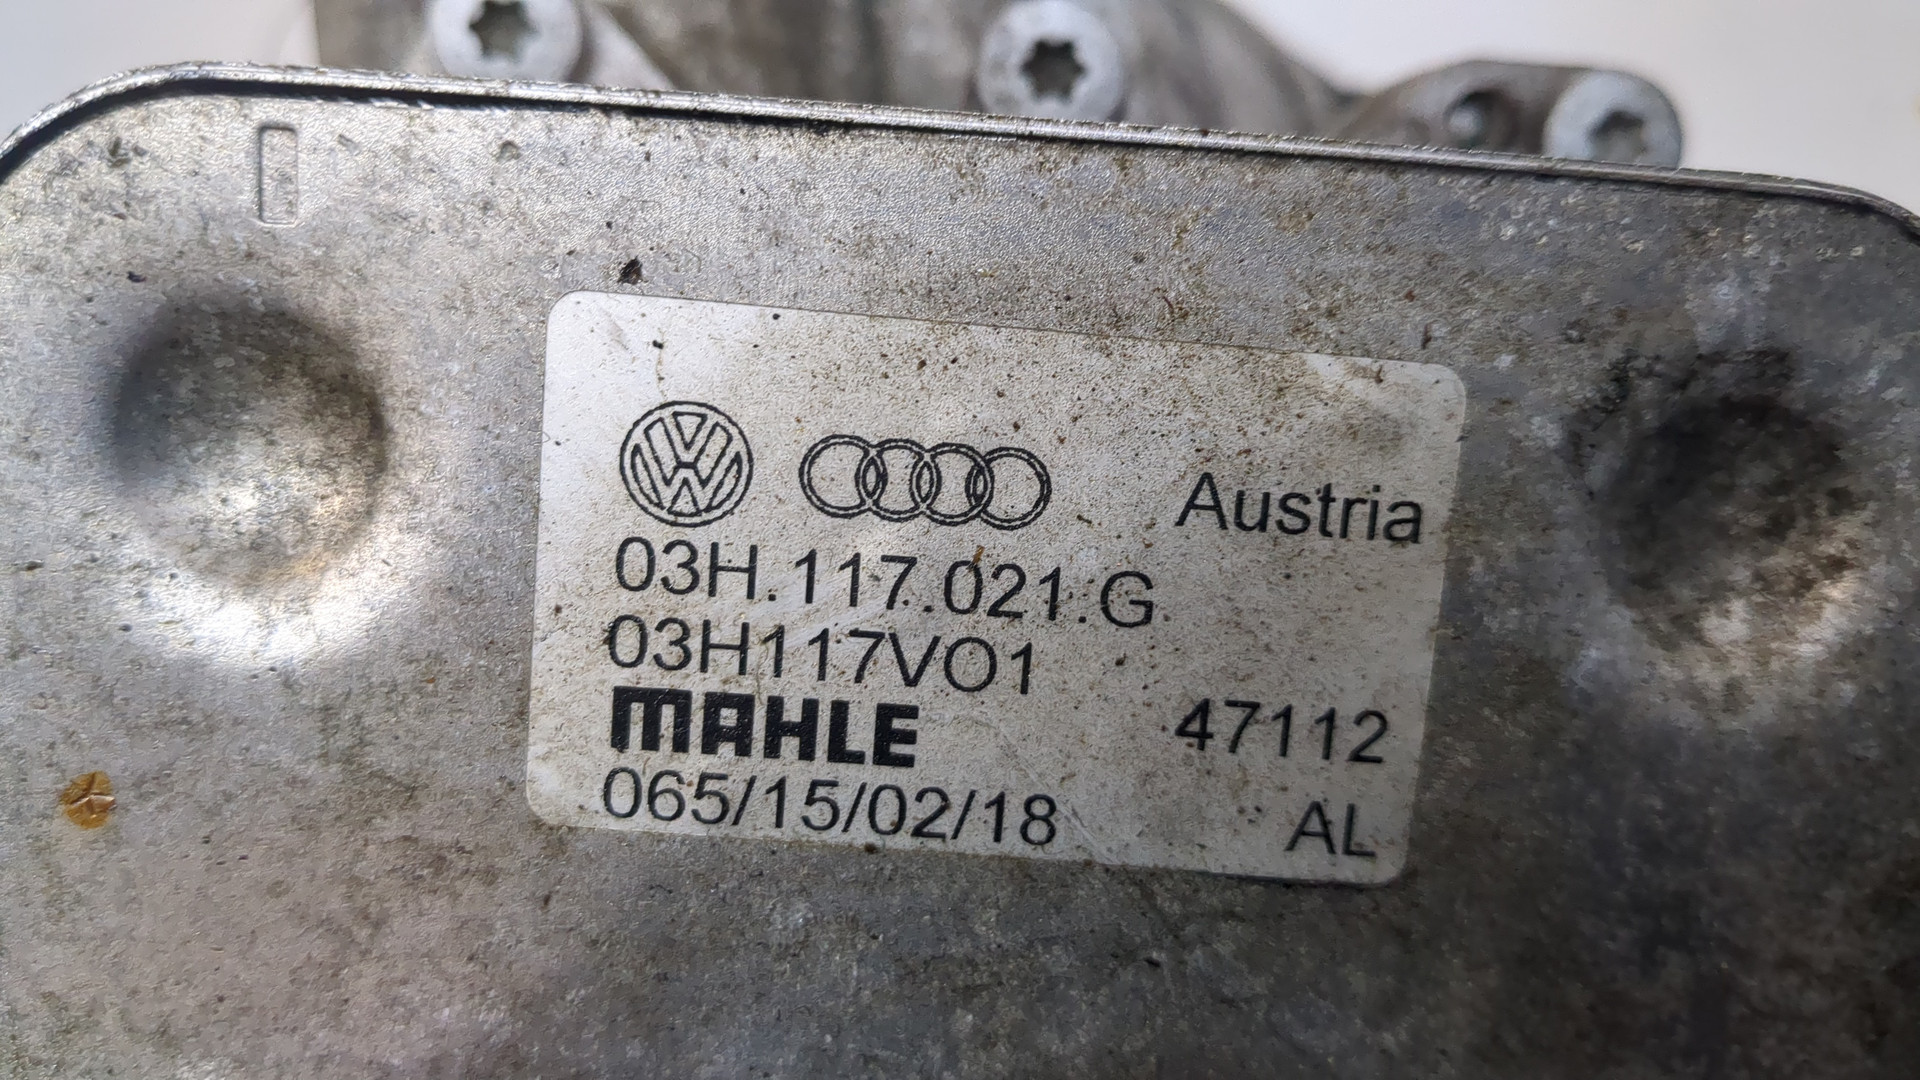 Austria
03H.117.021.G
03H117VO1
MAHLE 47112
065/15/02/18 AL